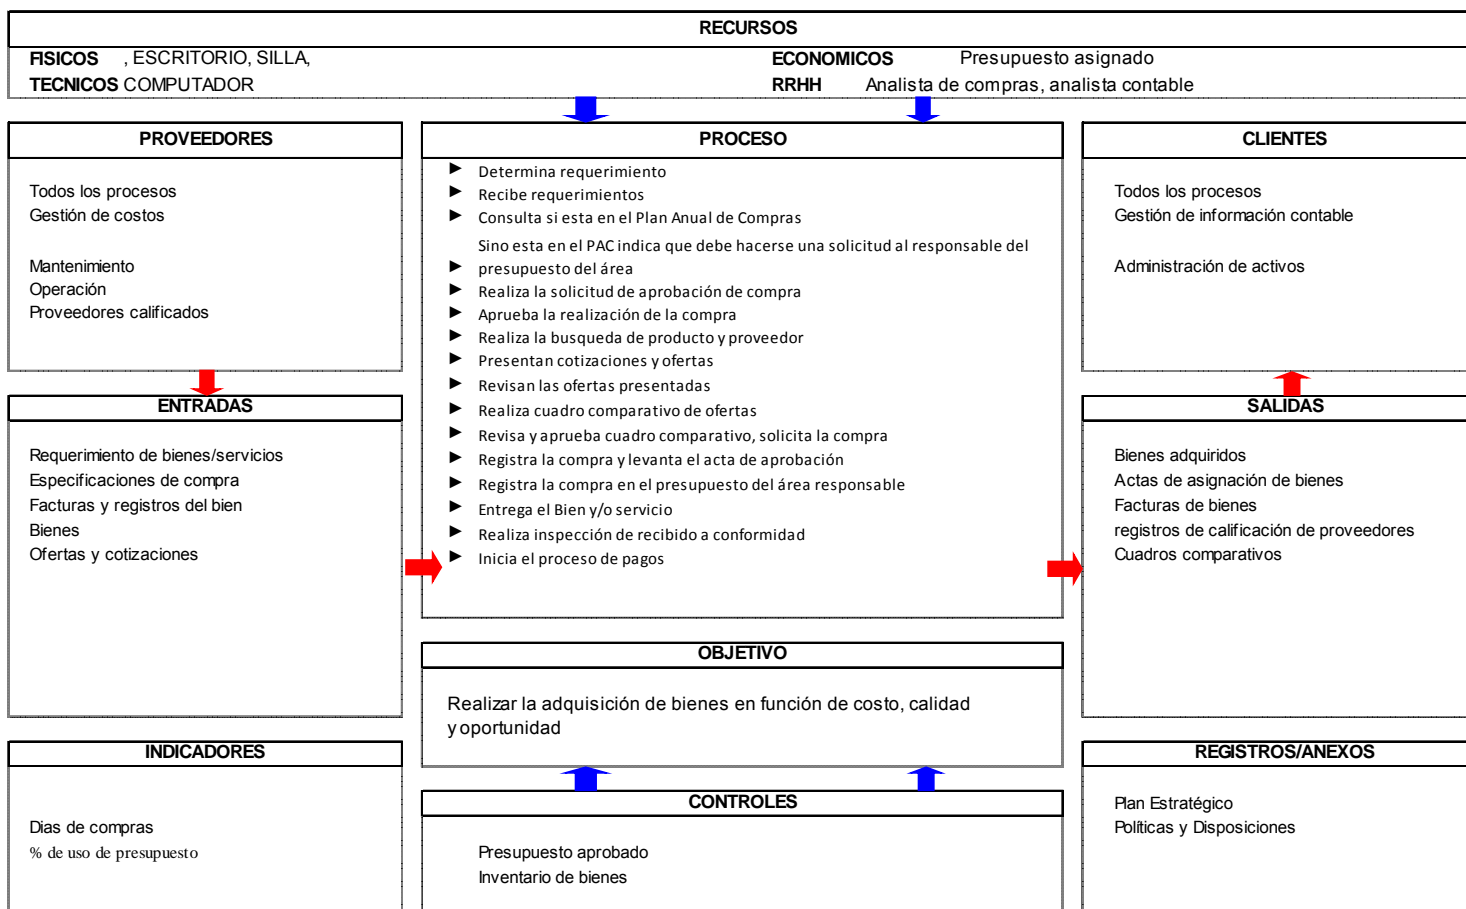 RECURSOS
FISICOS , ESCRITORIO, SILLA,
TECNICOS COMPUTADOR
ECONOMICOS Presupuesto asignado
RRHH Analista de compras, analista contable
PROVEEDORES
Todos los procesos
Gestión de costos
Mantenimiento
Operación
Proveedores calificados
ENTRADAS
Requerimiento de bienes/servicios
Especificaciones de compra
Facturas y registros del bien
Bienes
Ofertas y cotizaciones
INDICADORES
Dias de compras
% de uso de presupuesto
PROCESO
► Determina requerimiento
► Recibe requerimientos
► Consulta si esta en el Plan Anual de Compras
Sino esta en el PAC indica que debe hacerse una solicitud al responsable del
► presupuesto del área
► Realiza la solicitud de aprobación de compra
► Aprueba la realización de la compra
► Realiza la busqueda de producto y proveedor
► Presentan cotizaciones y ofertas
► Revisan las ofertas presentadas
► Realiza cuadro comparativo de ofertas
► Revisa y aprueba cuadro comparativo, solicita la compra
► Registra la compra y levanta el acta de aprobación
► Registra la compra en el presupuesto del área responsable
► Entrega el Bien y/o servicio
► Realiza inspección de recibido a conformidad
► Inicia el proceso de pagos
OBJETIVO
Realizar la adquisición de bienes en función de costo, calidad
y oportunidad
CONTROLES
Presupuesto aprobado
Inventario de bienes
CLIENTES
Todos los procesos
Gestión de información contable
Administración de activos
SALIDAS
Bienes adquiridos
Actas de asignación de bienes
Facturas de bienes
registros de calificación de proveedores
Cuadros comparativos
REGISTROS/ANEXOS
Plan Estratégico
Políticas y Disposiciones